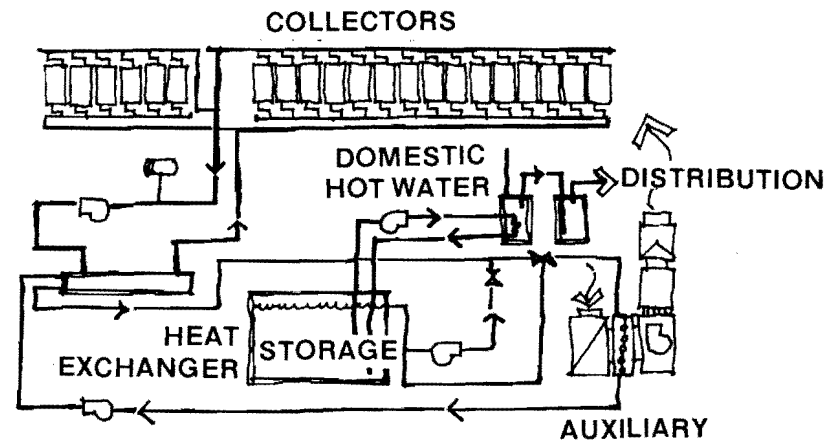 COLLECTORS
DOMESTIC
HOT WATER
DISTRIBUTION
HEAT
EXCHANGER
STORAGE
AUXILIARY